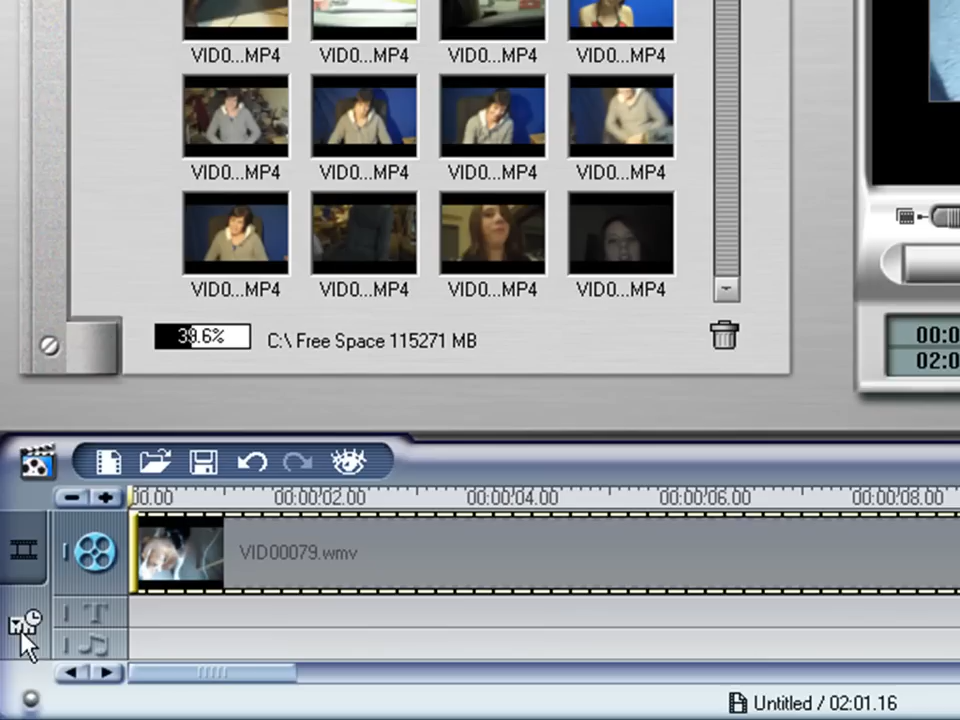 VID0...MP4 VID0...MP4 VID0...MP4 VID0...MP4
VID0...MP4 VID0...MP4 VID0...MP4 VID0...MP4
VID0...MP4 VID0...MP4 VID0...MP4 VID0...MP4
C:\ Free Space 115271 MB
00:0
02:0
00.00 00:00'02.00 00:00'04.00 00:00'06.00 00:00'08.00
VID00079.wmv
T
Untitled / 02:01.16